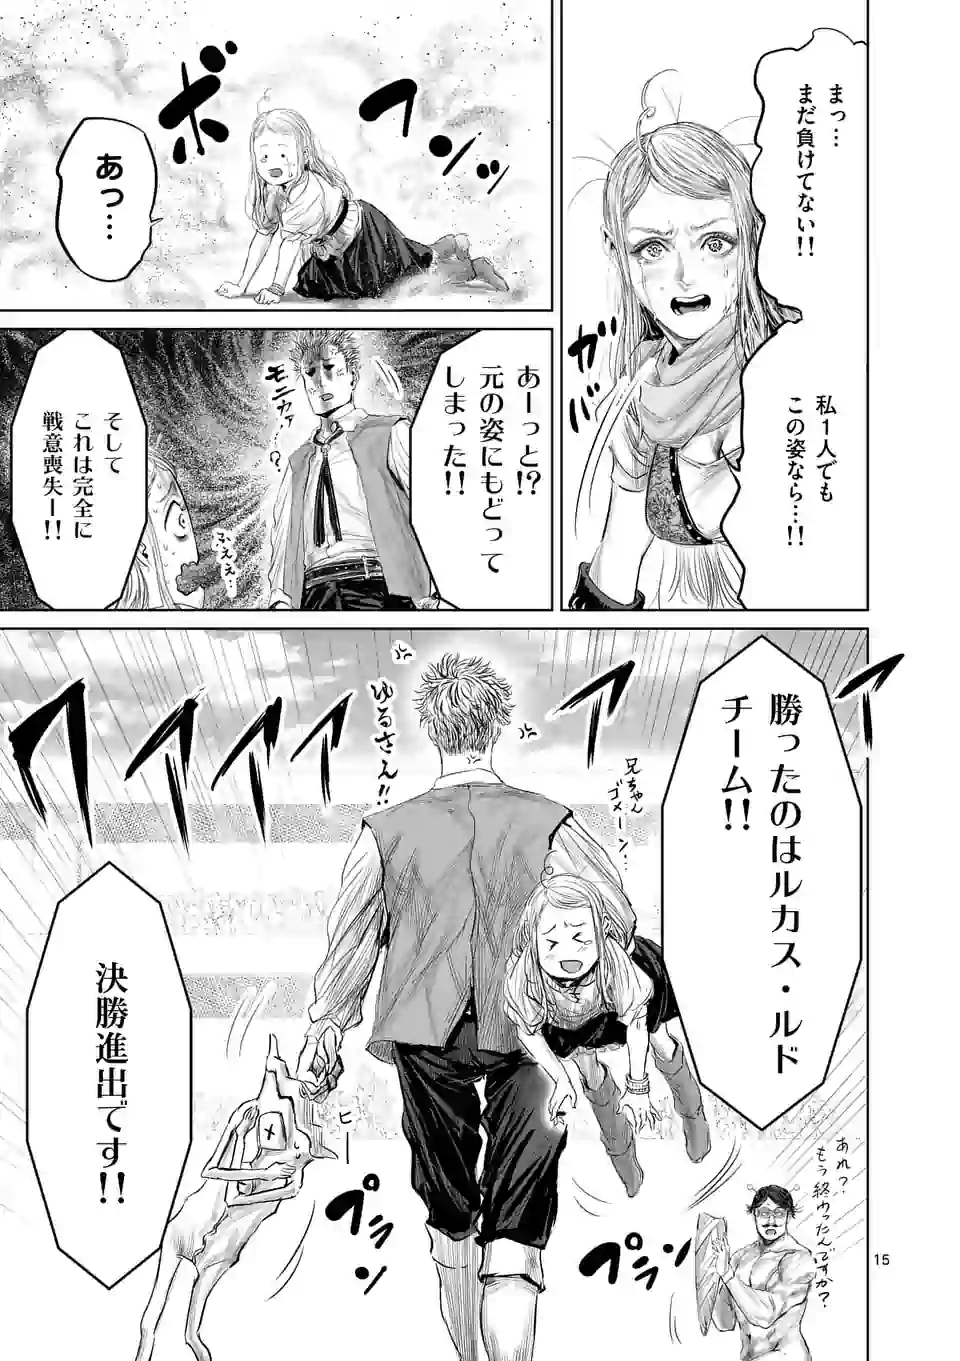 まっ…
まだ負けてない!!
私1人でも
この姿なら…!!
ガッ
ボンッ
あっ…
あーっと!?
元の姿にもどって
しまった!!
モニカァ
…?
ふぇぇ…
そして
これは完全に
戦意喪失ー!!
勝ったのはルカス・ルド
チーム!!
兄ちゃん
ゴメーン…
ゆるさん!!
ワァァァァァ
決勝進出です!!
ヒー
プラン
プラン
あれ?
もう終わったんですか?
15